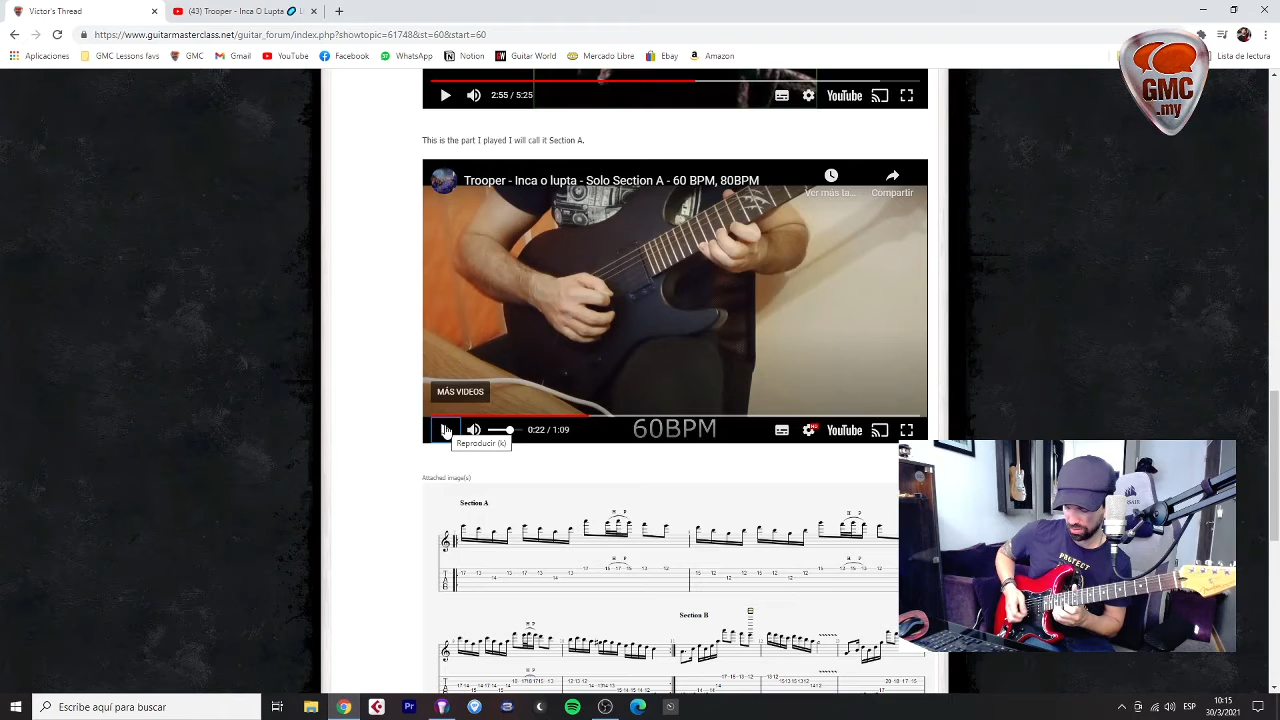 Victor's Thread
(43) Trooper - Inca O Lupta
https://www.guitarmasterclass.net/guitar_forum/index.php?showtopic=61748&st=60&start=60
Aplicaciones
GMC Lessons favs
GMC
Gmail
YouTube
Facebook
WhatsApp
Notion
Guitar World
Mercado Libre
Ebay
Amazon
Lista de lectura
GMC
.my
2:55 / 5:25
YouTube
This is the part I played I will call it Section A.
Trooper - Inca o lupta - Solo Section A - 60 BPM, 80BPM
Ver más la...
Compartir
MÁS VIDEOS
0:22 / 1:09
60BPM
HD
YouTube
Reproducir (k)
Attached image(s)
Section A
Section B
Escribe aquí para buscar
ESP
10:15
30/3/2021